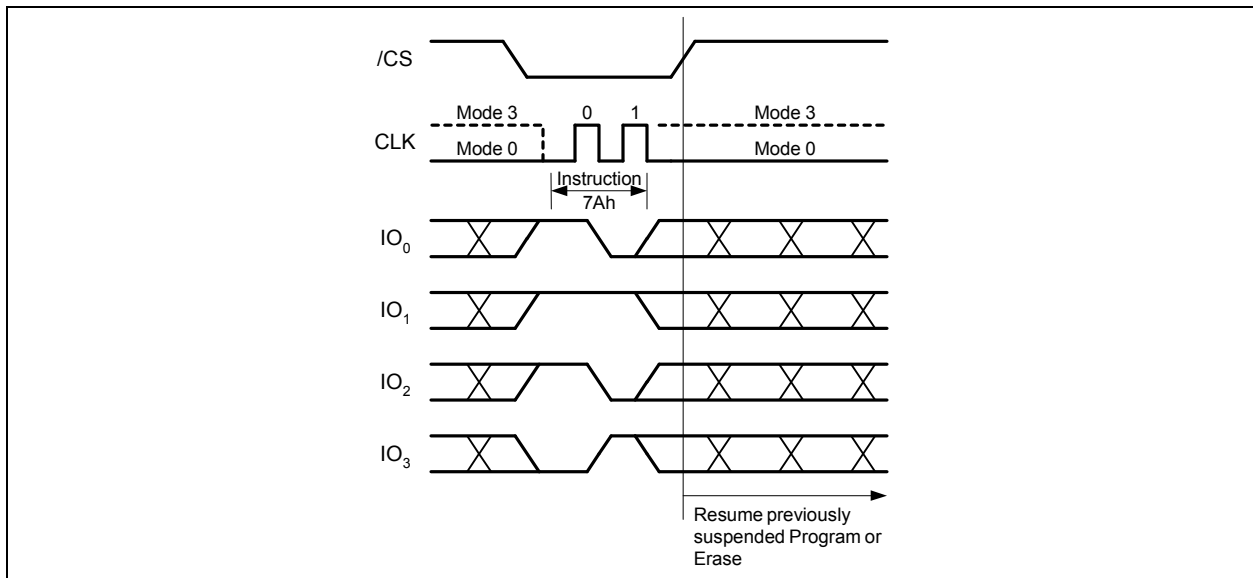 /CS
Mode 3 0 1 Mode 3
CLK
Mode 0 Mode 0
Instruction
7Ah
IO0
IO1
IO2
IO3
Resume previously
suspended Program or
Erase